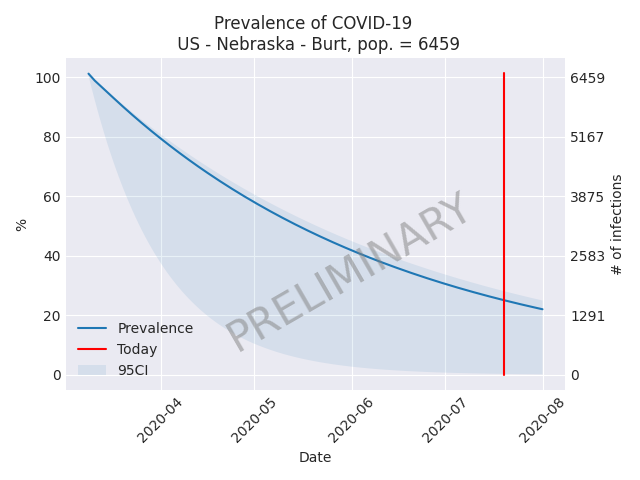 Prevalence of COVID-19
US - Nebraska - Burt, pop. = 6459
100
80
60
40
20
0
%
6459
5167
3875
2583
1291
0
# of infections
PRELIMINARY
Prevalence
Today
95CI
2020-04
2020-05
2020-06
2020-07
2020-08
Date